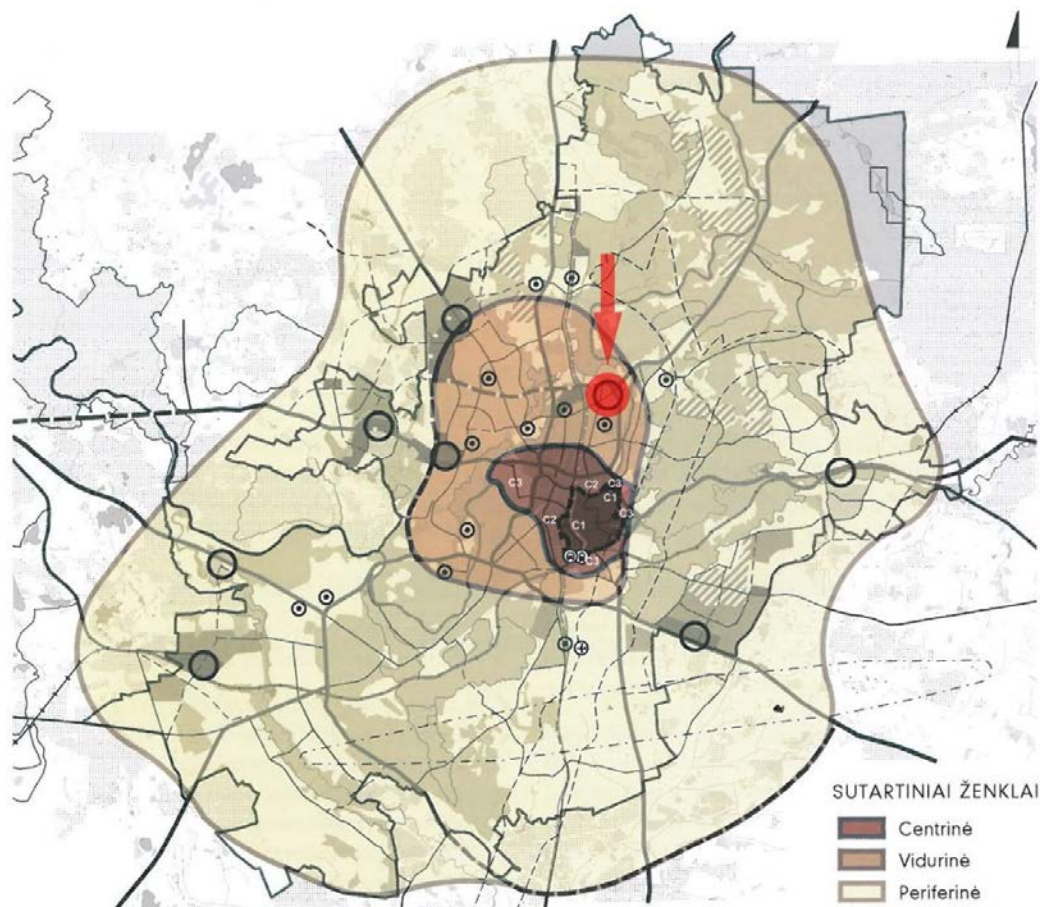 C3
C2
C3
C1
C2
C3
C1
C3
SUTARTINIAI ŽENKLAI
Centrinė
Vidurinė
Periferinė